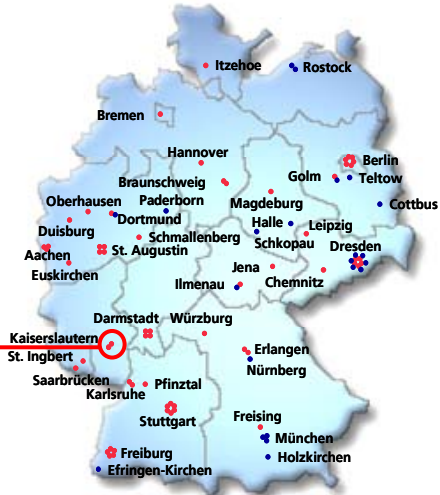 Itzehoe
Rostock
Bremen
Hannover
Berlin
Braunschweig
Golm
Teltow
Paderborn
Magdeburg
Oberhausen
Cottbus
Dortmund
Halle
Leipzig
Duisburg
Schmallenberg
Schkopau
Dresden
Aachen
St. Augustin
Euskirchen
Jena
Ilmenau
Chemnitz
Darmstadt
Würzburg
Kaiserslautern
St. Ingbert
Erlangen
Nürnberg
Saarbrücken
Pfinztal
Karlsruhe
Stuttgart
Freising
München
Freiburg
Holzkirchen
Efringen-Kirchen